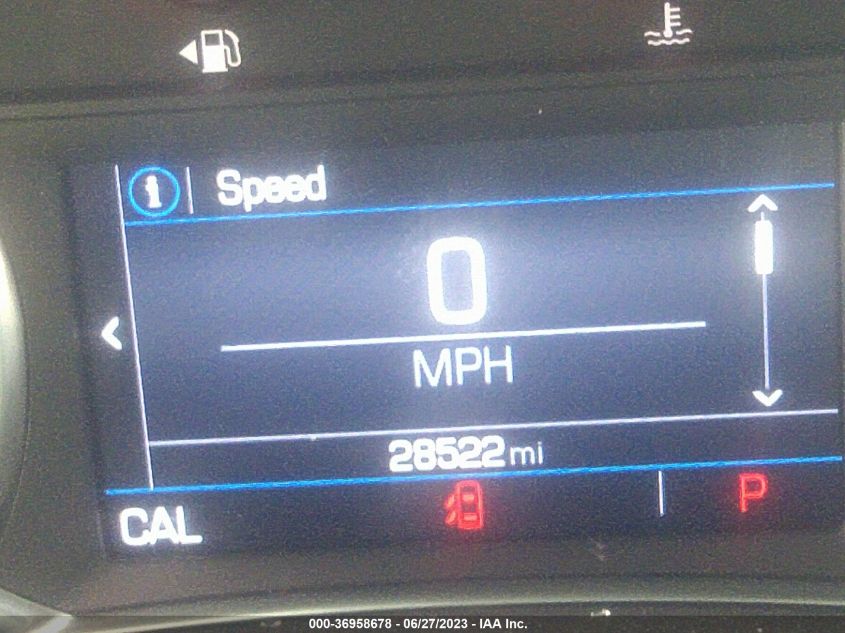 Speed
0
MPH
28522 mi
CAL
P
000-36958678 - 06/27/2023 - IAA Inc.